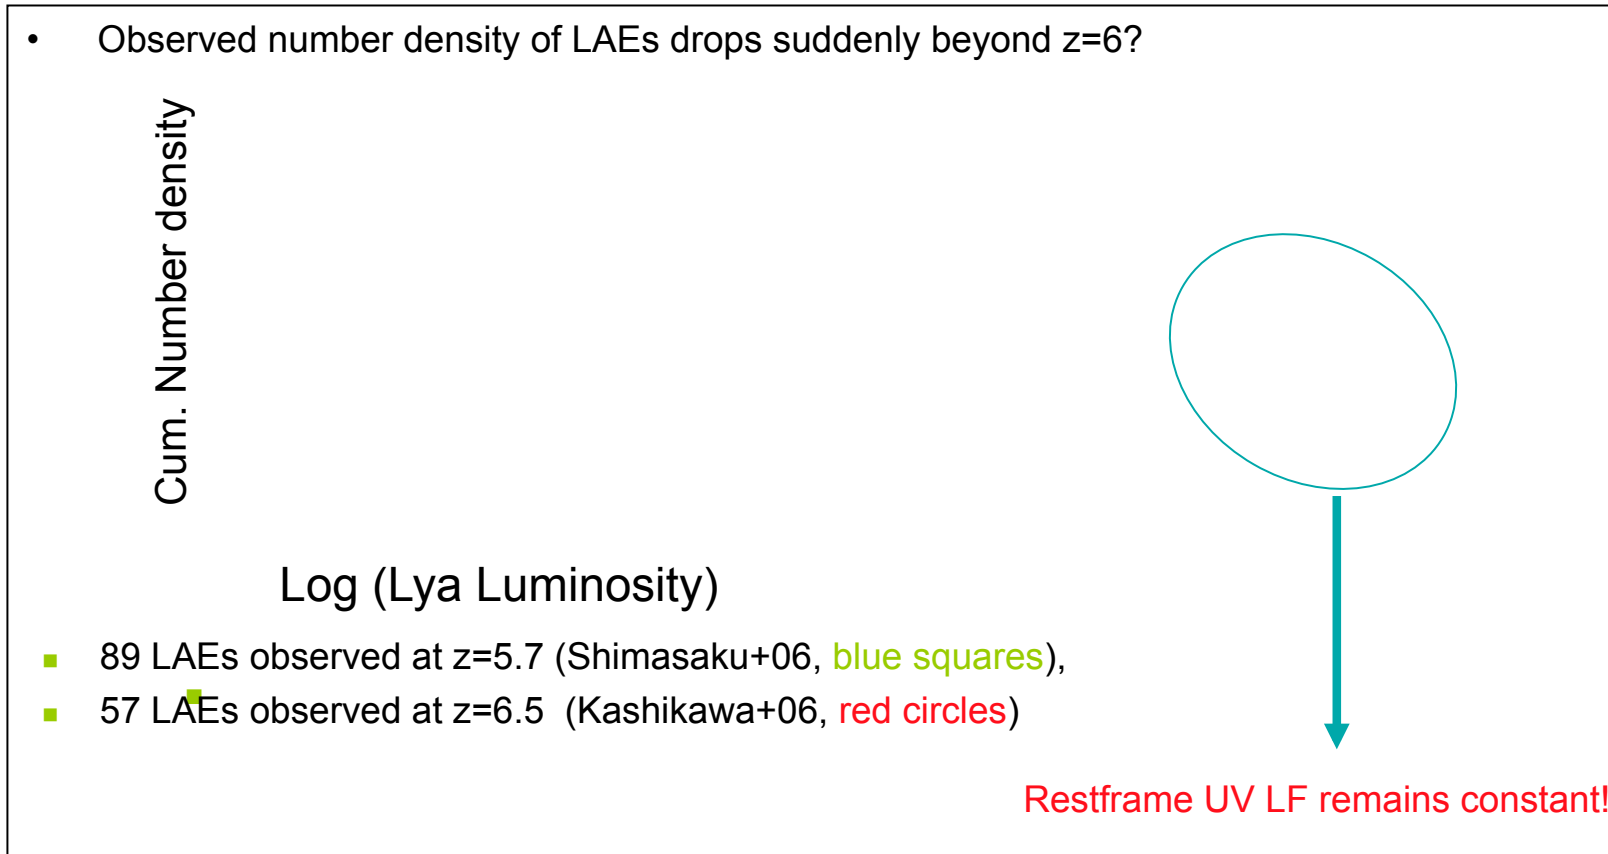 • Observed number density of LAEs drops suddenly beyond z=6?
Cum. Number density
Log (Lya Luminosity)
▪ 89 LAEs observed at z=5.7 (Shimasaku+06, blue squares),
▪ 57 LAEs observed at z=6.5 (Kashikawa+06, red circles)
Restframe UV LF remains constant!